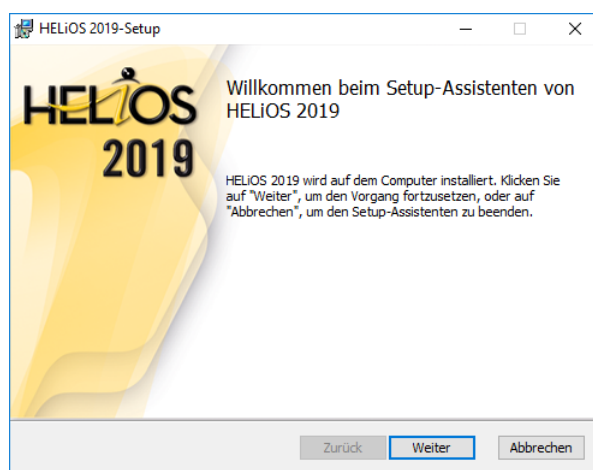 HELiOS 2019-Setup
HELiOS
2019
Willkommen beim Setup-Assistenten von
HELiOS 2019
HELiOS 2019 wird auf dem Computer installiert. Klicken Sie
auf "Weiter", um den Vorgang fortzusetzen, oder auf
"Abbrechen", um den Setup-Assistenten zu beenden.
Zurück
Weiter
Abbrechen